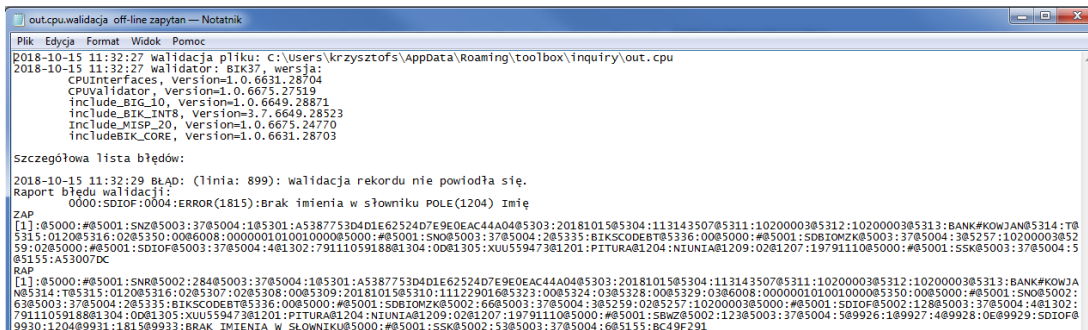 out.cpu.walidacja off-line zapytan — Notatnik
Plik Edycja Format Widok Pomoc
2018-10-15 11:32:27 Walidacja pliku: C:\Users\krzysztofs\AppData\Roaming\toolbox\inquiry\out.cpu
2018-10-15 11:32:27 Walidator: BIK37, wersja:
CPUInterfaces, Version=1.0.6631.28704
CPUValidator, Version=1.0.6675.27519
include_BIG_10, Version=1.0.6649.28871
include_BIK_INT8, Version=3.7.6649.28523
Include_MISP_20, Version=1.0.6675.24770
includeBIK_CORE, Version=1.0.6631.28703
Szczegółowa lista błędów:
2018-10-15 11:32:29 BŁĄD: (linia: 899): Walidacja rekordu nie powiodła się.
Raport błędu walidacji:
0000:SDIOF:0004:ERROR(1815):Brak imienia w słowniku POLE(1204) Imię
ZAP
[1]:@5000:#@5001:SNZ@5003:37@5004:1@5301:A5387753D4D1E62524D7E9E0EAC44A04@5303:20181015@5304:113143507@5311:10200003@5312:10200003@5313:BANK#KOWJAN@5314:T@
5315:0120@5316:02@5350:00@6008:0000010100100000@5000:#@5001:SNO@5003:37@5004:2@5335:BIKSCODEBT@5336:00@5000:#@5001:SDBIOMZK@5003:37@5004:3@5257:10200003@52
59:02@5000:#@5001:SDIOF@5003:37@5004:4@1302:79111059188@1304:0D@1305:XUU559473@1201:PITURA@1204:NIUNIA@1209:02@1207:19791110@5000:#@5001:SSK@5003:37@5004:5
@5155:A53007DC
RAP
[1]:@5000:#@5001:SNR@5002:284@5003:37@5004:1@5301:A5387753D4D1E62524D7E9E0EAC44A04@5303:20181015@5304:113143507@5311:10200003@5312:10200003@5313:BANK#KOWJA
N@5314:T@5315:0120@5316:02@5307:02@5308:00@5309:20181015@5310:111229016@5323:00@5324:03@5328:00@5329:03@6008:0000010100100000@5350:00@5000:#@5001:SNO@5002:
63@5003:37@5004:2@5335:BIKSCODEBT@5336:00@5000:#@5001:SDBIOMZK@5002:66@5003:37@5004:3@5259:02@5257:10200003@5000:#@5001:SDIOF@5002:128@5003:37@5004:4@1302:
79111059188@1304:0D@1305:XUU559473@1201:PITURA@1204:NIUNIA@1209:02@1207:19791110@5000:#@5001:SBWZ@5002:123@5003:37@5004:5@9926:1@9927:4@9928:0E@9929:SDIOF@
9930:1204@9931:1815@9933:BRAK IMIENIA W SŁOWNIKU@5000:#@5001:SSK@5002:53@5003:37@5004:6@5155:BC49F291